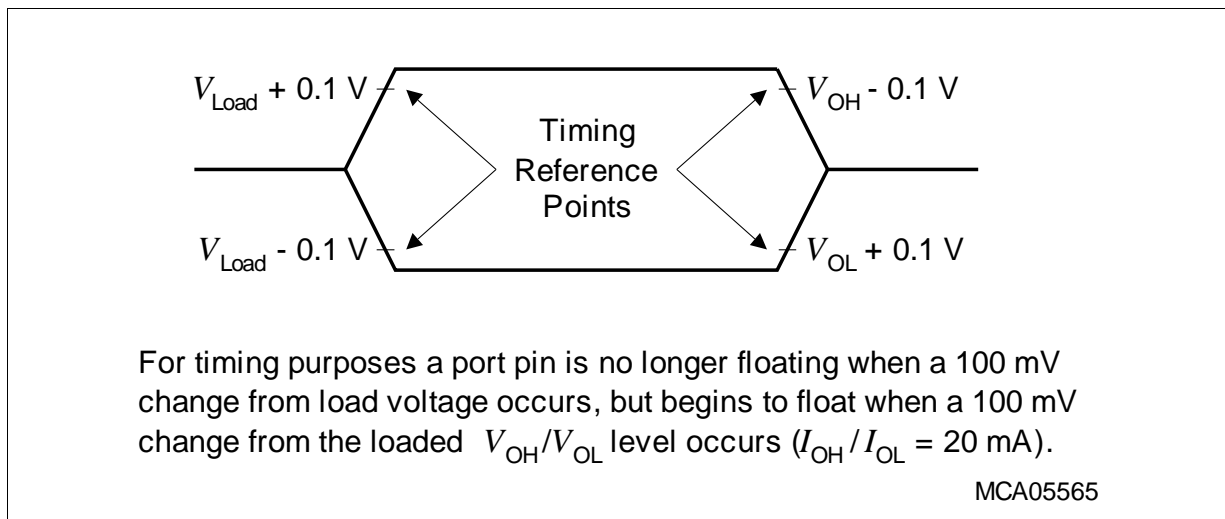 V_Load + 0.1 V
V_OH - 0.1 V
Timing
Reference
Points
V_Load - 0.1 V
V_OL + 0.1 V
For timing purposes a port pin is no longer floating when a 100 mV
change from load voltage occurs, but begins to float when a 100 mV
change from the loaded V_OH/V_OL level occurs (I_OH / I_OL = 20 mA).
MCA05565